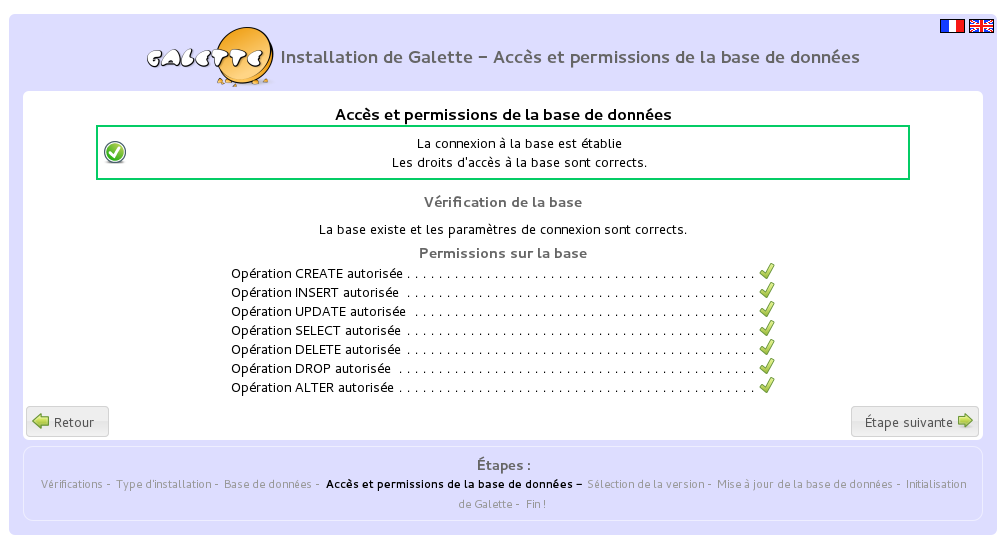 GALETTE
Installation de Galette - Accès et permissions de la base de données
Accès et permissions de la base de données
La connexion à la base est établie
Les droits d'accès à la base sont corrects.
Vérification de la base
La base existe et les paramètres de connexion sont corrects.
Permissions sur la base
Opération CREATE autorisée . . . . . . . . . . . . . . . . . . . . . . . . . . . . . . . . . . . . . . . . . . .
Opération INSERT autorisée . . . . . . . . . . . . . . . . . . . . . . . . . . . . . . . . . . . . . . . . . . .
Opération UPDATE autorisée . . . . . . . . . . . . . . . . . . . . . . . . . . . . . . . . . . . . . . . . . .
Opération SELECT autorisée . . . . . . . . . . . . . . . . . . . . . . . . . . . . . . . . . . . . . . . . . . .
Opération DELETE autorisée . . . . . . . . . . . . . . . . . . . . . . . . . . . . . . . . . . . . . . . . . . .
Opération DROP autorisée . . . . . . . . . . . . . . . . . . . . . . . . . . . . . . . . . . . . . . . . . . . .
Opération ALTER autorisée . . . . . . . . . . . . . . . . . . . . . . . . . . . . . . . . . . . . . . . . . . . .
Retour
Étape suivante
Étapes :
Vérifications - Type d'installation - Base de données - Accès et permissions de la base de données - Sélection de la version - Mise à jour de la base de données - Initialisation
de Galette - Fin !